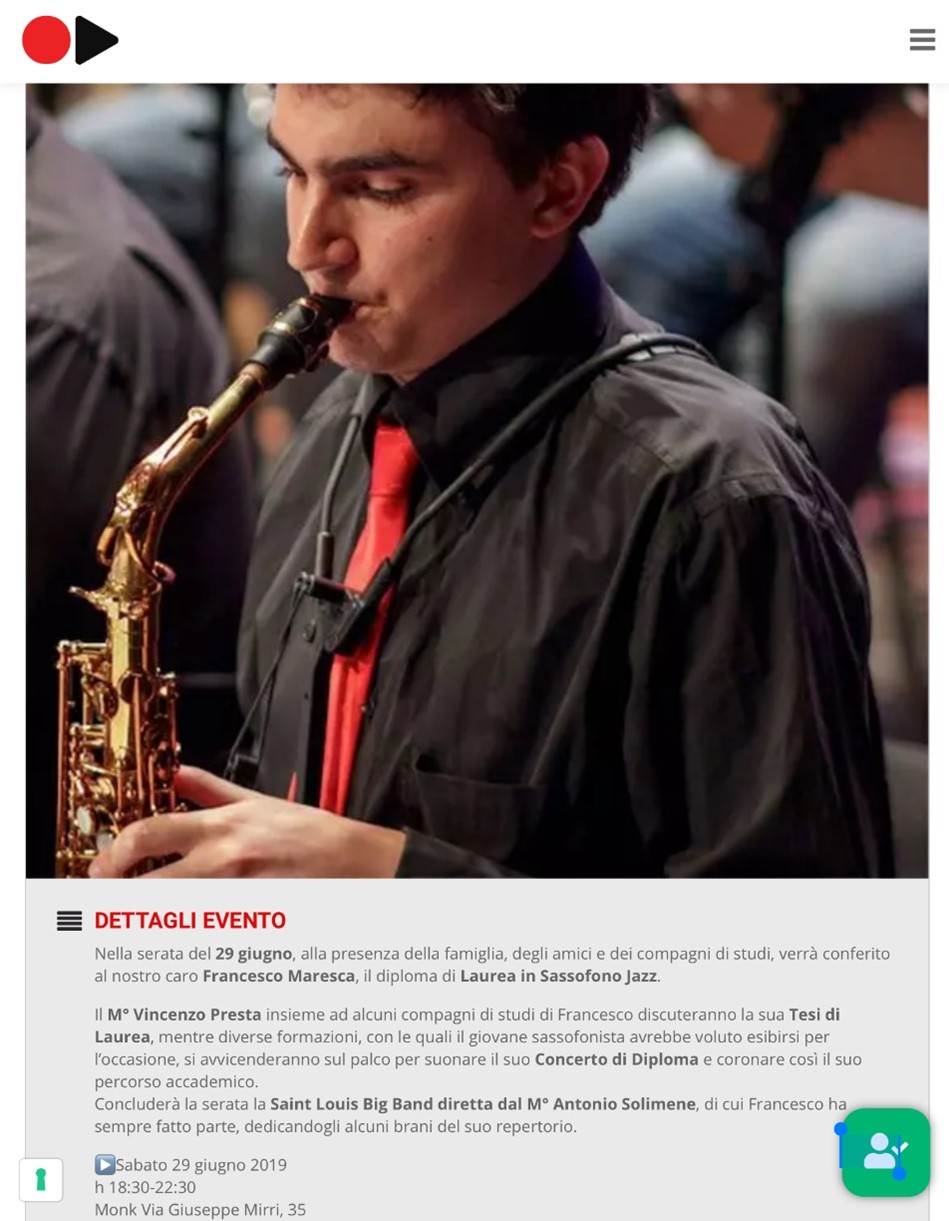 DETTAGLI EVENTO
Nella serata del 29 giugno, alla presenza della famiglia, degli amici e dei compagni di studi, verrà conferito
al nostro caro Francesco Maresca, il diploma di Laurea in Sassofono Jazz.
Il M° Vincenzo Presta insieme ad alcuni compagni di studi di Francesco discuteranno la sua Tesi di
Laurea, mentre diverse formazioni, con le quali il giovane sassofonista avrebbe voluto esibirsi per
l’occasione, si avvicenderanno sul palco per suonare il suo Concerto di Diploma e coronare così il suo
percorso accademico.
Concluderà la serata la Saint Louis Big Band diretta dal M° Antonio Solimene, di cui Francesco ha
sempre fatto parte, dedicandogli alcuni brani del suo repertorio.
▶️Sabato 29 giugno 2019
h 18:30-22:30
Monk Via Giuseppe Mirri, 35